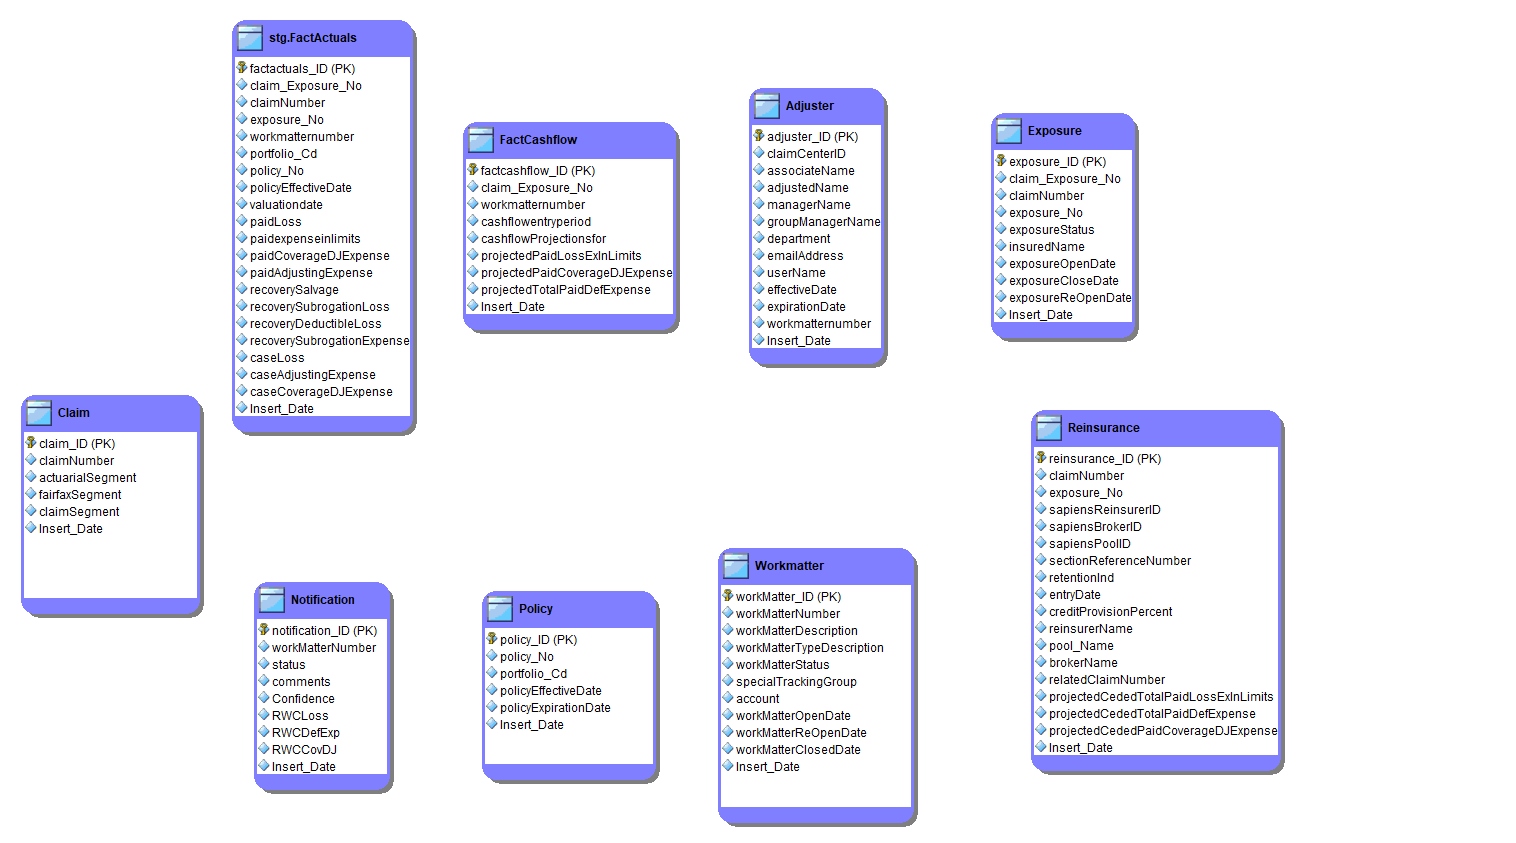 stg.FactActuals
factactuals_ID (PK)
claim_Exposure_No
claimNumber
exposure_No
workmatternumber
portfolio_Cd
policy_No
policyEffectiveDate
valuationdate
paidLoss
paidexpenseinlimits
paidCoverageDJExpense
paidAdjustingExpense
recoverySalvage
recoverySubrogationLoss
recoveryDeductibleLoss
recoverySubrogationExpense
caseLoss
caseAdjustingExpense
caseCoverageDJExpense
Insert_Date
FactCashflow
factcashflow_ID (PK)
claim_Exposure_No
workmatternumber
cashflowentryperiod
cashflowProjectionsfor
projectedPaidLossExInLimits
projectedPaidCoverageDJExpense
projectedTotalPaidDefExpense
Insert_Date
Adjuster
adjuster_ID (PK)
claimCenterID
associateName
adjustedName
managerName
groupManagerName
department
emailAddress
userName
effectiveDate
expirationDate
workmatternumber
Insert_Date
Exposure
exposure_ID (PK)
claim_Exposure_No
claimNumber
exposure_No
exposureStatus
insuredName
exposureOpenDate
exposureCloseDate
exposureReOpenDate
Insert_Date
Claim
claim_ID (PK)
claimNumber
actuarialSegment
fairfaxSegment
claimSegment
Insert_Date
Notification
notification_ID (PK)
workMatterNumber
status
comments
Confidence
RWCLoss
RWCDefExp
RWCCovDJ
Insert_Date
Policy
policy_ID (PK)
policy_No
portfolio_Cd
policyEffectiveDate
policyExpirationDate
Insert_Date
Workmatter
workMatter_ID (PK)
workMatterNumber
workMatterDescription
workMatterTypeDescription
workMatterStatus
specialTrackingGroup
account
workMatterOpenDate
workMatterReOpenDate
workMatterClosedDate
Insert_Date
Reinsurance
reinsurance_ID (PK)
claimNumber
exposure_No
sapiensReinsurerID
sapiensBrokerID
sapiensPoolID
sectionReferenceNumber
retentionInd
entryDate
creditProvisionPercent
reinsurerName
pool_Name
brokerName
relatedClaimNumber
projectedCededTotalPaidLossExInLimits
projectedCededTotalPaidDefExpense
projectedCededPaidCoverageDJExpense
Insert_Date